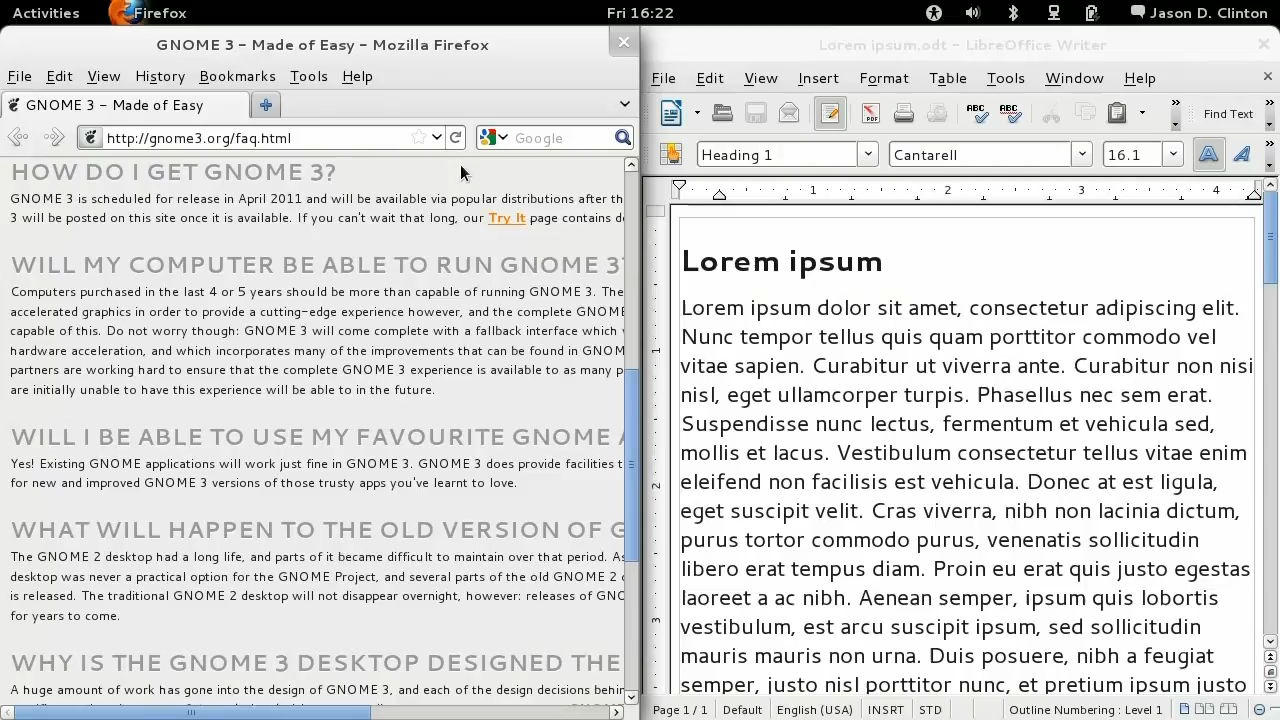 Activities Firefox Fri 16:22 Jason D. Clinton
GNOME 3 - Made of Easy - Mozilla Firefox
File Edit View History Bookmarks Tools Help
GNOME 3 - Made of Easy
http://gnome3.org/faq.html Google
HOW DO I GET GNOME 3?
GNOME 3 is scheduled for release in April 2011 and will be available via popular distributions after th
3 will be posted on this site once it is available. If you can't wait that long, our Try It page contains de
WILL MY COMPUTER BE ABLE TO RUN GNOME 3?
Computers purchased in the last 4 or 5 years should be more than capable of running GNOME 3. The
accelerated graphics in order to provide a cutting-edge experience however, and the complete GNOME
capable of this. Do not worry though: GNOME 3 will come complete with a fallback interface which
hardware acceleration, and which incorporates many of the improvements that can be found in GNOM
partners are working hard to ensure that the complete GNOME 3 experience is available to as many p
are initially unable to have this experience will be able to in the future.
WILL I BE ABLE TO USE MY FAVOURITE GNOME A
Yes! Existing GNOME applications will work just fine in GNOME 3. GNOME 3 does provide facilities t
for new and improved GNOME 3 versions of those trusty apps you've learnt to love.
WHAT WILL HAPPEN TO THE OLD VERSION OF G
The GNOME 2 desktop had a long life, and parts of it became difficult to maintain over that period. As
desktop was never a practical option for the GNOME Project, and several parts of the old GNOME 2
is released. The traditional GNOME 2 desktop will not disappear overnight, however: releases of GNO
for years to come.
WHY IS THE GNOME 3 DESKTOP DESIGNED THE
A huge amount of work has gone into the design of GNOME 3, and each of the design decisions behin
Lorem ipsum.odt - LibreOffice Writer
File Edit View Insert Format Table Tools Window Help
ABC ABC Find Text
Heading 1 Cantarell 16.1
1 2 3 4
1
2
3
Lorem ipsum
Lorem ipsum dolor sit amet, consectetur adipiscing elit.
Nunc tempor tellus quis quam porttitor commodo vel
vitae sapien. Curabitur ut viverra ante. Curabitur non nisi
nisl, eget ullamcorper turpis. Phasellus nec sem erat.
Suspendisse nunc lectus, fermentum et vehicula sed,
mollis et lacus. Vestibulum consectetur tellus vitae enim
eleifend non facilisis est vehicula. Donec at est ligula,
eget suscipit velit. Cras viverra, nibh non lacinia dictum,
purus tortor commodo purus, venenatis sollicitudin
libero erat tempus diam. Proin eu erat quis justo egestas
laoreet a ac nibh. Aenean semper, ipsum quis lobortis
vestibulum, est arcu suscipit ipsum, sed sollicitudin
mauris mauris non urna. Duis posuere, nibh a feugiat
semper, justo nisl porttitor nunc, et pretium ipsum justo
Page 1 / 1 Default English (USA) INSRT STD Outline Numbering : Level 1